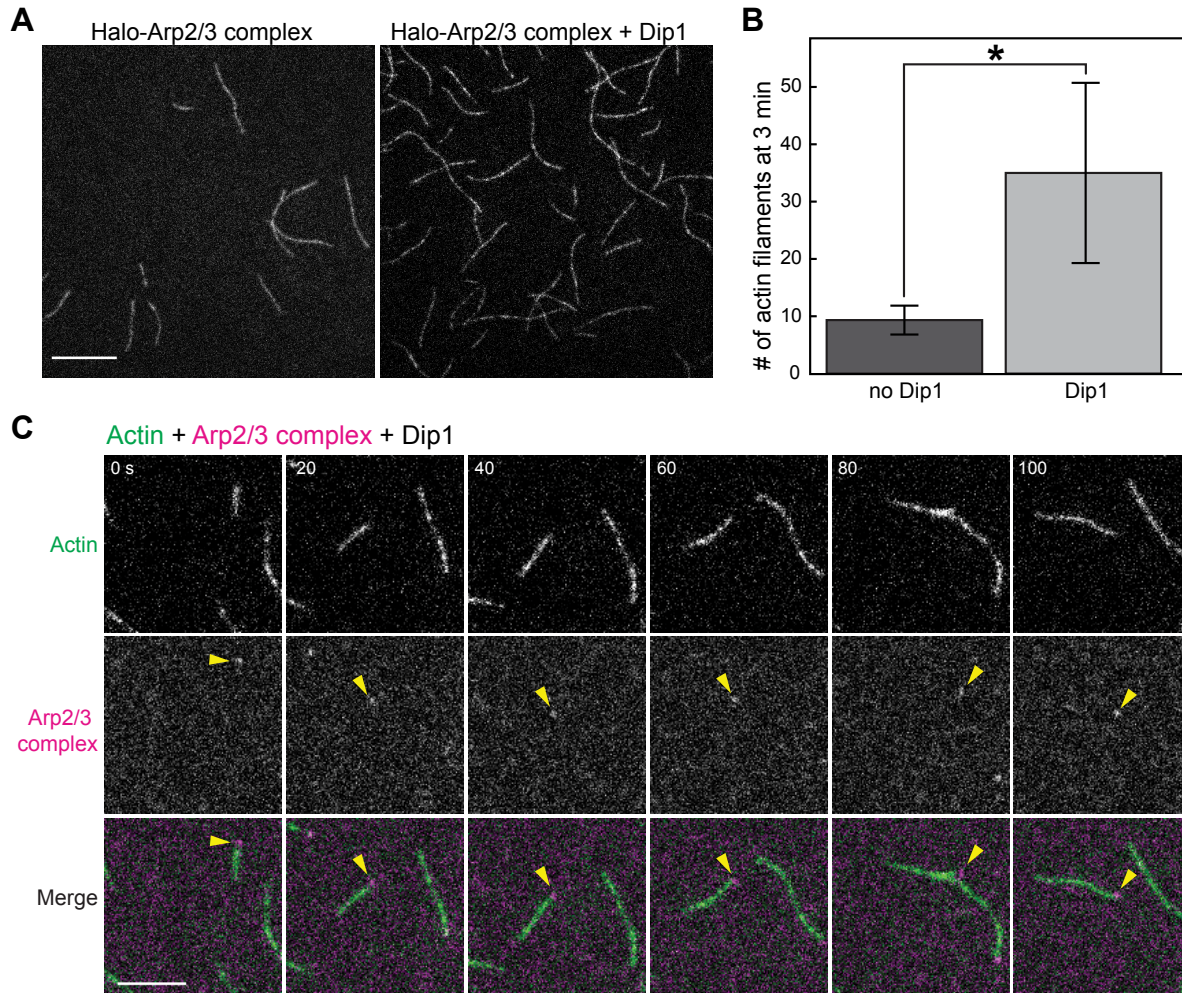 A
Halo-Arp2/3 complex
Halo-Arp2/3 complex + Dip1
B
# of actin filaments at 3 min
50
40
30
20
10
0
*
no Dip1
Dip1
C
Actin + Arp2/3 complex + Dip1
0 s
20
40
60
80
100
Actin
Arp2/3
complex
Merge